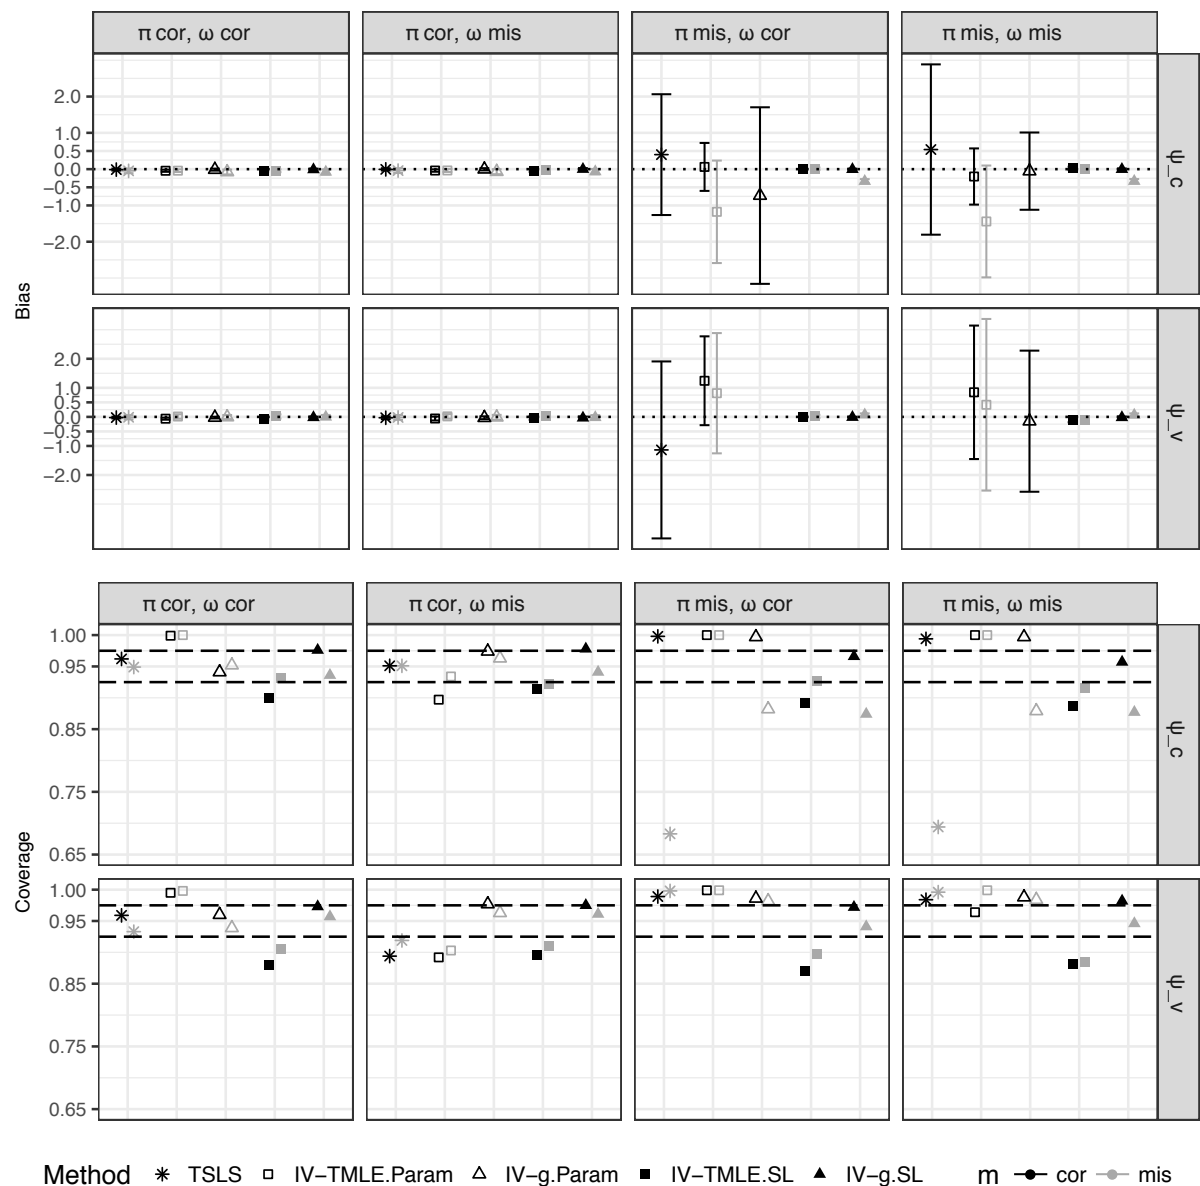 π cor, ω cor
π cor, ω mis
π mis, ω cor
π mis, ω mis
2.0
1.0
0.5
0.0
−0.5
−1.0
−2.0
ψ_c
Bias
2.0
1.0
0.5
0.0
−0.5
−1.0
−2.0
ψ_v
π cor, ω cor
π cor, ω mis
π mis, ω cor
π mis, ω mis
1.00
0.95
0.85
0.75
0.65
ψ_c
Coverage
1.00
0.95
0.85
0.75
0.65
ψ_v
Method TSLS IV−TMLE.Param IV−g.Param IV−TMLE.SL IV−g.SL m cor mis